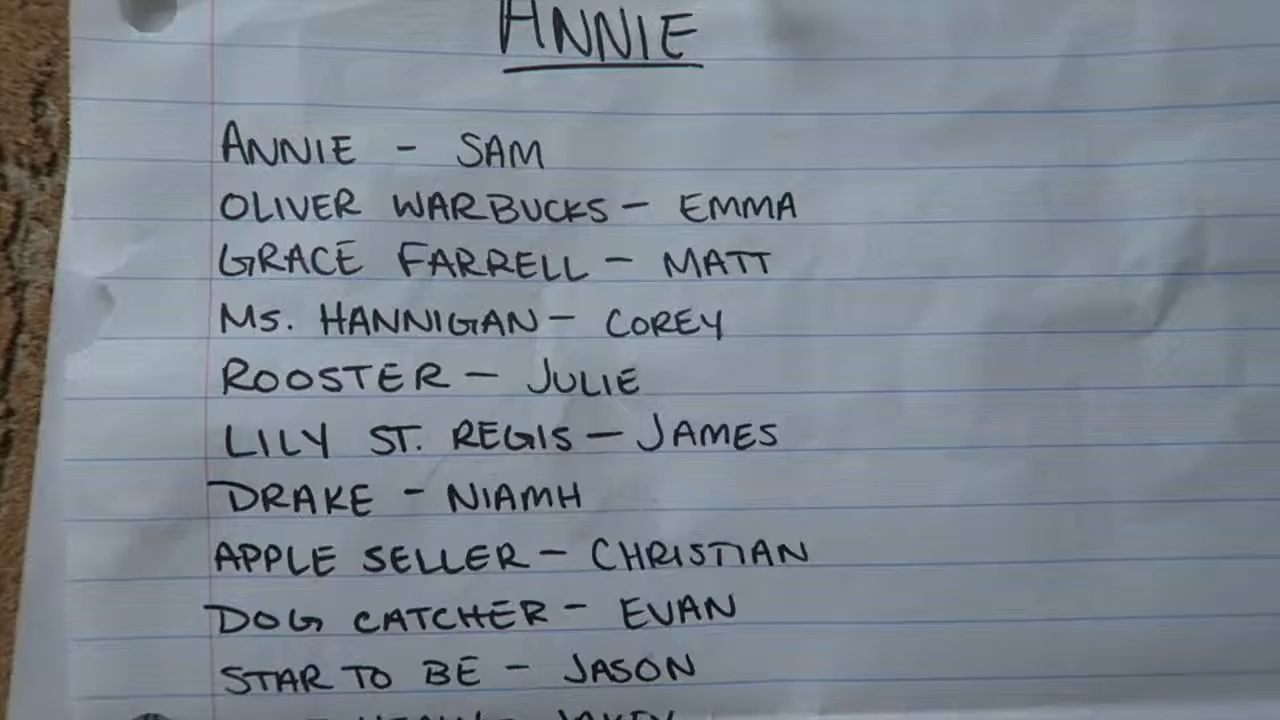 ANNIE
ANNIE - SAM
OLIVER WARBUCKS - EMMA
GRACE FARRELL - MATT
MS. HANNIGAN - COREY
ROOSTER - JULIE
LILY ST. REGIS - JAMES
DRAKE - NIAMH
APPLE SELLER - CHRISTIAN
DOG CATCHER - EVAN
STAR TO BE - JASON